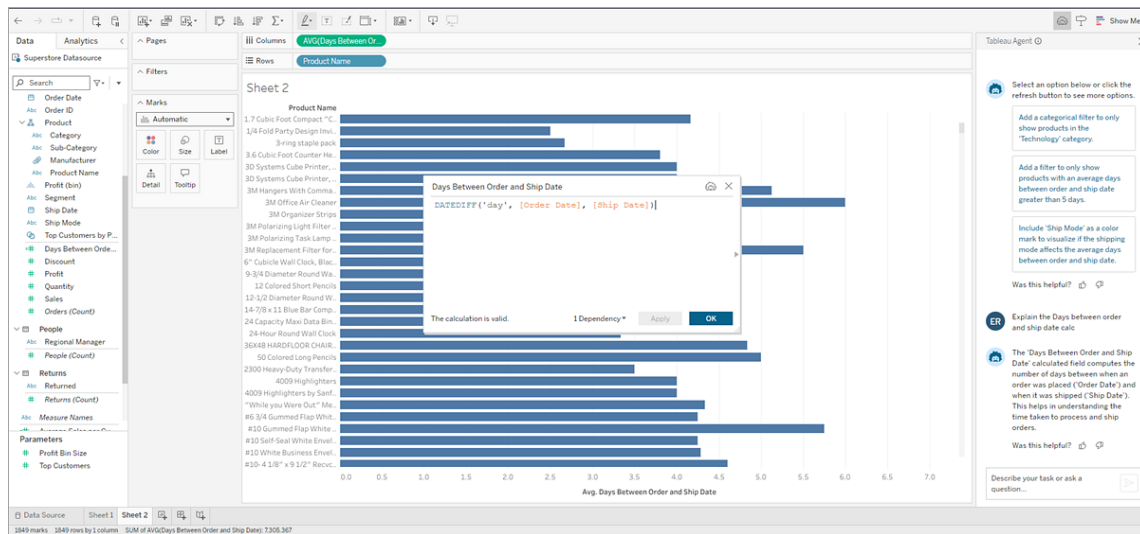 Show Me
Data
Analytics
Superstore Datasource
Search
Order Date
Abc Order ID
Product
Abc Category
Abc Sub-Category
Manufacturer
Abc Product Name
Profit (bin)
Abc Segment
Ship Date
Abc Ship Mode
Top Customers by P...
Days Between Orde...
Discount
Profit
Quantity
Sales
Orders (Count)
People
Abc Regional Manager
People (Count)
Returns
Abc Returned
Returns (Count)
Abc Measure Names
Parameters
Profit Bin Size
Top Customers
Pages
Filters
Marks
Automatic
Color
Size
Label
Detail
Tooltip
Columns
AVG(Days Between Or..
Rows
Product Name
Sheet 2
Product Name
1.7 Cubic Foot Compact "C..
1/4 Fold Party Design Invi..
3-ring staple pack
3.6 Cubic Foot Counter He..
3D Systems Cube Printer, ..
3D Systems Cube Printer, ..
3M Hangers With Comma..
3M Office Air Cleaner
3M Organizer Strips
3M Polarizing Light Filter ..
3M Polarizing Task Lamp ..
3M Replacement Filter for..
6" Cubicle Wall Clock, Blac..
9-3/4 Diameter Round Wa..
12 Colored Short Pencils
12-1/2 Diameter Round W..
14-7/8 x 11 Blue Bar Comp..
24 Capacity Maxi Data Bin..
24-Hour Round Wall Clock
36X48 HARDFLOOR CHAIR..
50 Colored Long Pencils
2300 Heavy-Duty Transfer..
4009 Highlighters
4009 Highlighters by Sanf..
"While you Were Out" Me..
#6 3/4 Gummed Flap Whit..
#10 Gummed Flap White ..
#10 Self-Seal White Envel..
#10 White Business Envel..
#10- 4 1/8" x 9 1/2" Recyc..
0.0 0.5 1.0 1.5 2.0 2.5 3.0 3.5 4.0 4.5 5.0 5.5 6.0 6.5 7.0
Avg. Days Between Order and Ship Date
Days Between Order and Ship Date
DATEDIFF('day', [Order Date], [Ship Date])
The calculation is valid.
1 Dependency
Apply
OK
Tableau Agent
Select an option below or click the
refresh button to see more options.
Add a categorical filter to only
show products in the
'Technology' category.
Add a filter to only show
products with an average days
between order and ship date
greater than 5 days.
Include 'Ship Mode' as a color
mark to visualize if the shipping
mode affects the average days
between order and ship date.
Was this helpful?
ER
Explain the Days between order
and ship date calc
The 'Days Between Order and Ship
Date' calculated field computes the
number of days between when an
order was placed ('Order Date') and
when it was shipped ('Ship Date').
This helps in understanding the
time taken to process and ship
orders.
Was this helpful?
Describe your task or ask a
question...
Data Source
Sheet 1
Sheet 2
1849 marks 1849 rows by 1 column SUM of AVG(Days Between Order and Ship Date): 7,305.367